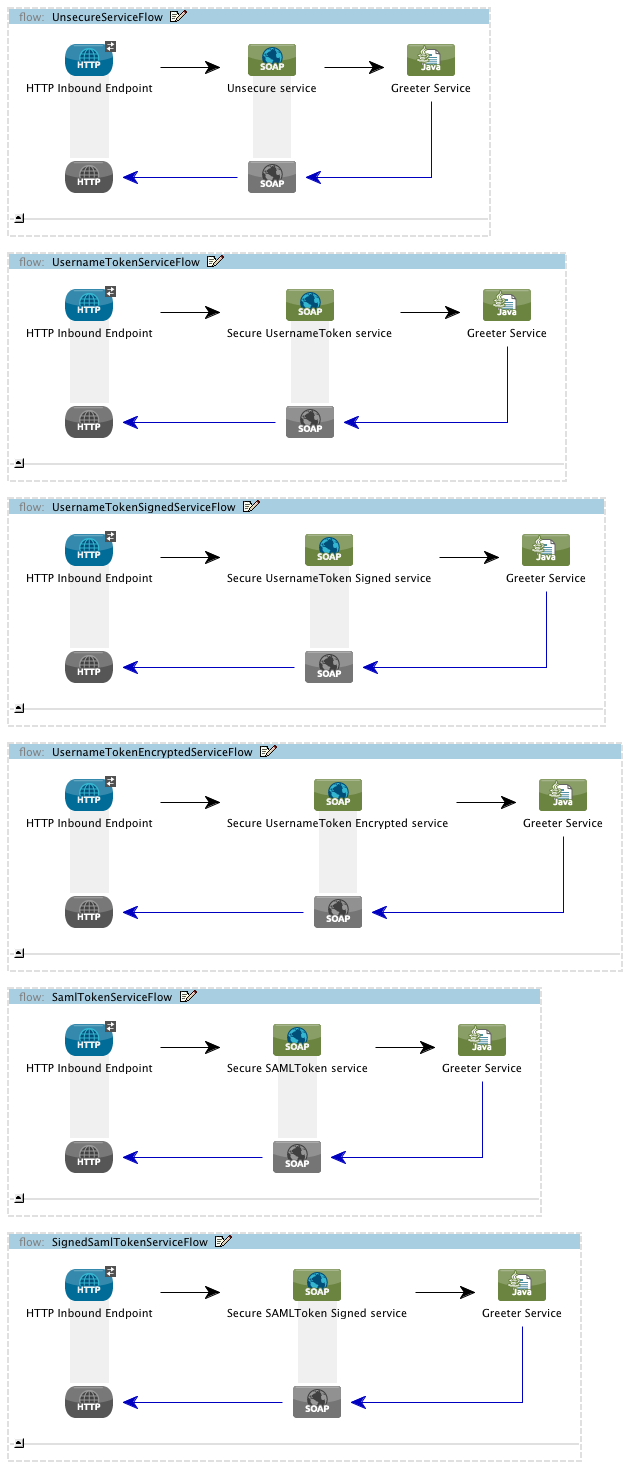 flow: UnsecureServiceFlow
HTTP SOAP Java
HTTP Inbound Endpoint Unsecure service Greeter Service
HTTP SOAP
flow: UsernameTokenServiceFlow
HTTP SOAP Java
HTTP Inbound Endpoint Secure UsernameToken service Greeter Service
HTTP SOAP
flow: UsernameTokenSignedServiceFlow
HTTP SOAP Java
HTTP Inbound Endpoint Secure UsernameToken Signed service Greeter Service
HTTP SOAP
flow: UsernameTokenEncryptedServiceFlow
HTTP SOAP Java
HTTP Inbound Endpoint Secure UsernameToken Encrypted service Greeter Service
HTTP SOAP
flow: SamlTokenServiceFlow
HTTP SOAP Java
HTTP Inbound Endpoint Secure SAMLToken service Greeter Service
HTTP SOAP
flow: SignedSamlTokenServiceFlow
HTTP SOAP Java
HTTP Inbound Endpoint Secure SAMLToken Signed service Greeter Service
HTTP SOAP